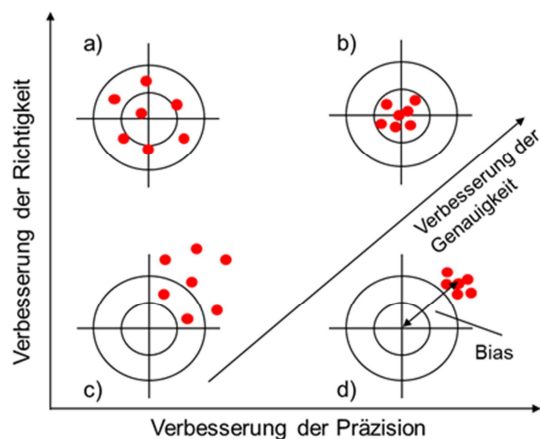 a)
b)
Verbesserung der Richtigkeit
Verbesserung der
Genauigkeit
Bias
c)
d)
Verbesserung der Präzision